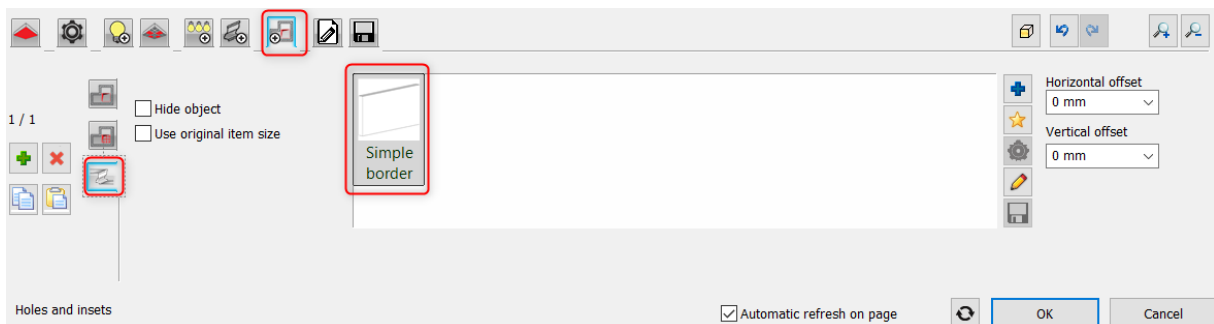 Hide object
Use original item size
1 / 1
Simple
border
Horizontal offset
0 mm
Vertical offset
0 mm
Holes and insets
Automatic refresh on page
OK
Cancel